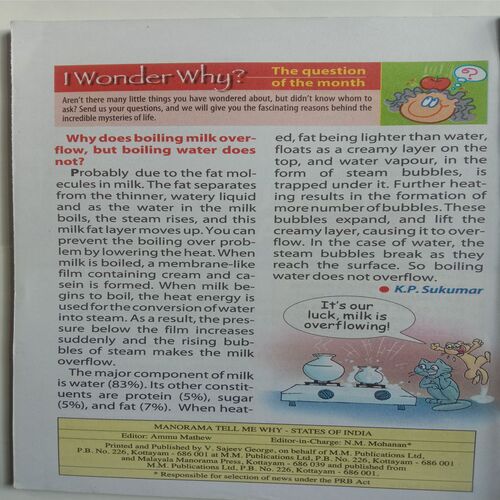 I Wonder Why?
The question
of the month
Aren't there many little things you have wondered about, but didn't know whom to
ask? Send us your questions, and we will give you the fascinating reasons behind the
incredible mysteries of life.
Why does boiling milk over-
flow, but boiling water does
not?
Probably due to the fat mol-
ecules in milk. The fat separates
from the thinner, watery liquid
and as the water in the milk
boils, the steam rises, and this
milk fat layer moves up. You can
prevent the boiling over prob-
lem by lowering the heat. When
milk is boiled, a membrane-like
film containing cream and ca-
sein is formed. When milk be-
gins to boil, the heat energy is
used for the conversion of water
into steam. As a result, the pres-
sure below the film increases
suddenly and the rising bub-
bles of steam makes the milk
overflow.
The major component of milk
is water (83%). Its other constit-
uents are protein (5%), sugar
(5%), and fat (7%). When heat-
ed, fat being lighter than water,
floats as a creamy layer on the
top, and water vapour, in the
form of steam bubbles, is
trapped under it. Further heat-
ing results in the formation of
more number of bubbles. These
bubbles expand, and lift the
creamy layer, causing it to over-
flow. In the case of water, the
steam bubbles break as they
reach the surface. So boiling
water does not overflow.
● K.P. Sukumar
It's our
luck, milk is
overflowing!
MANORAMA TELL ME WHY - STATES OF INDIA
Editor: Ammu Mathew Editor-in-Charge: N.M. Mohanan*
Printed and Published by V. Sajeev George, on behalf of M.M. Publications Ltd,
P.B. No. 226, Kottayam - 686 001 at M.M. Publications Ltd, P.B. No. 226, Kottayam - 686 001
and Malayala Manorama Press, Kottayam - 686 039 and published from
M.M. Publications Ltd, P.B. No. 226, Kottayam - 686 001.
* Responsible for selection of news under the PRB Act